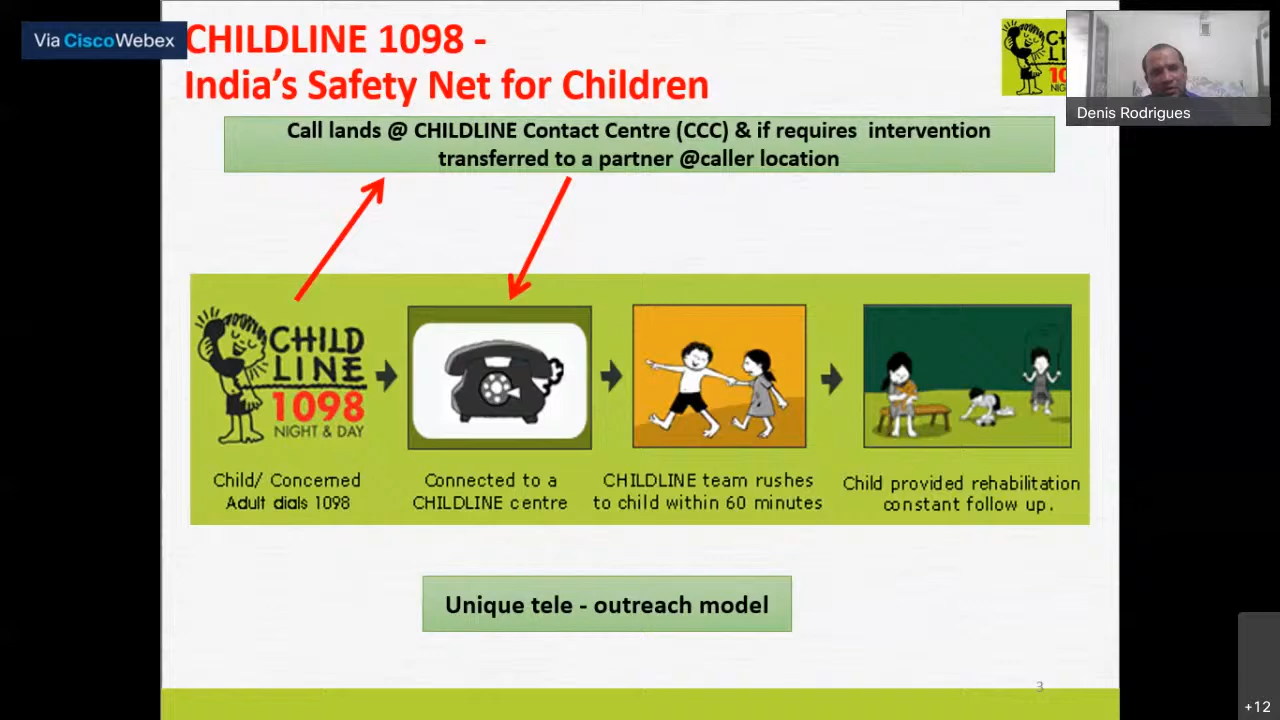 Via CiscoWebex
CHILDLINE 1098 -
India's Safety Net for Children
Denis Rodrigues
Call lands @ CHILDLINE Contact Centre (CCC) & if requires intervention
transferred to a partner @caller location
CHILD
LINE
1098
NIGHT & DAY
Child/ Concerned
Adult dials 1098
Connected to a
CHILDLINE centre
CHILDLINE team rushes
to child within 60 minutes
Child provided rehabilitation
constant follow up.
Unique tele - outreach model
3
+12